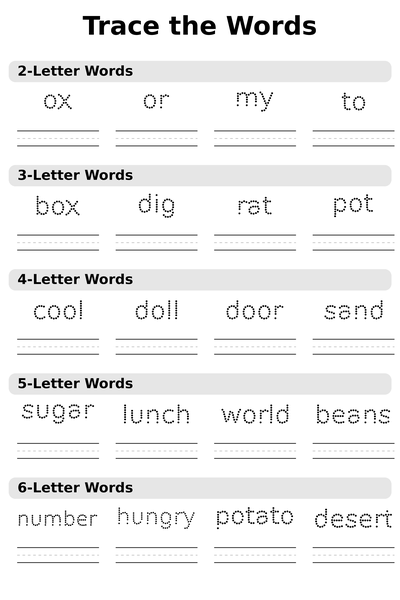 Trace the Words
2-Letter Words
ox or my to
3-Letter Words
box dig rat pot
4-Letter Words
cool doll door sand
5-Letter Words
sugar lunch world beans
6-Letter Words
number hungry potato desert